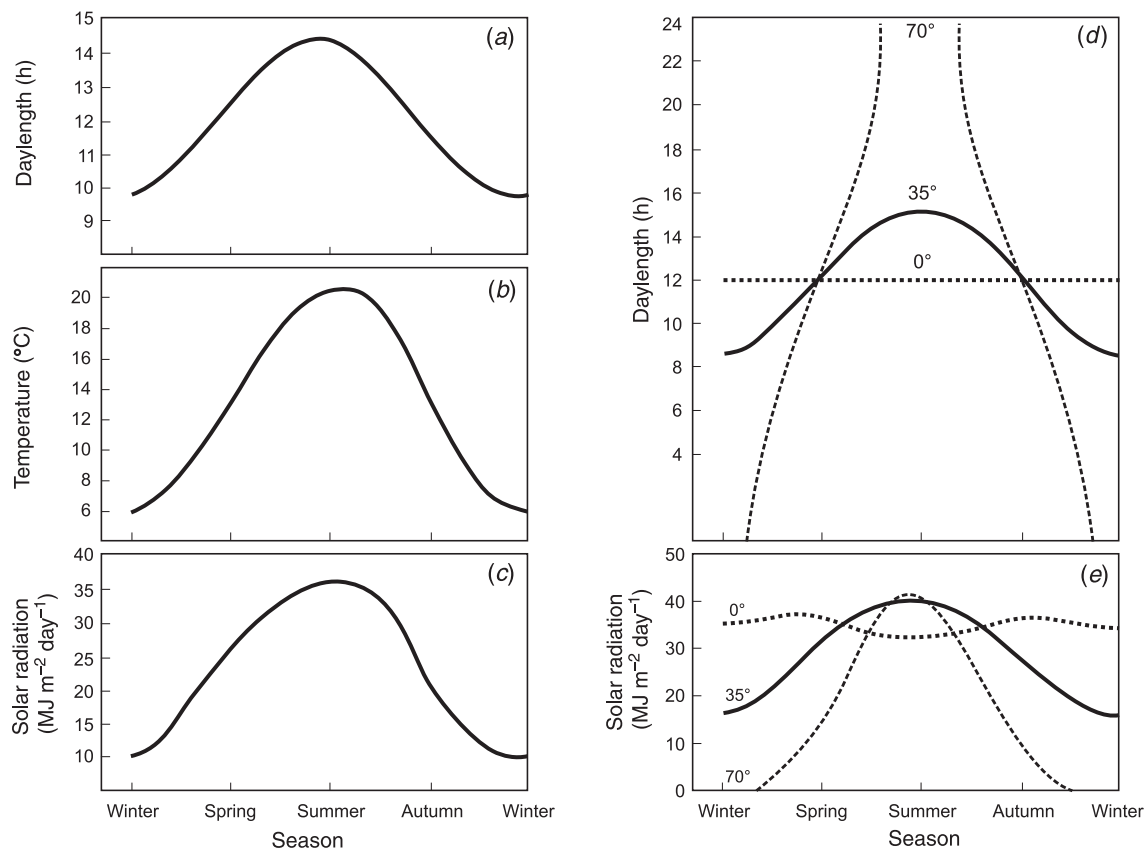 (a)
15
14
13
12
11
10
9
Daylength (h)
(b)
20
18
16
14
12
10
8
6
Temperature (°C)
(c)
40
35
30
25
20
15
10
Solar radiation
(MJ m−2 day−1)
Winter Spring Summer Autumn Winter
Season
(d)
24
22
18
16
14
12
8
6
4
Daylength (h)
70°
35°
0°
(e)
50
40
30
20
10
0
Solar radiation
(MJ m−2 day−1)
0°
35°
70°
Winter Spring Summer Autumn Winter
Season